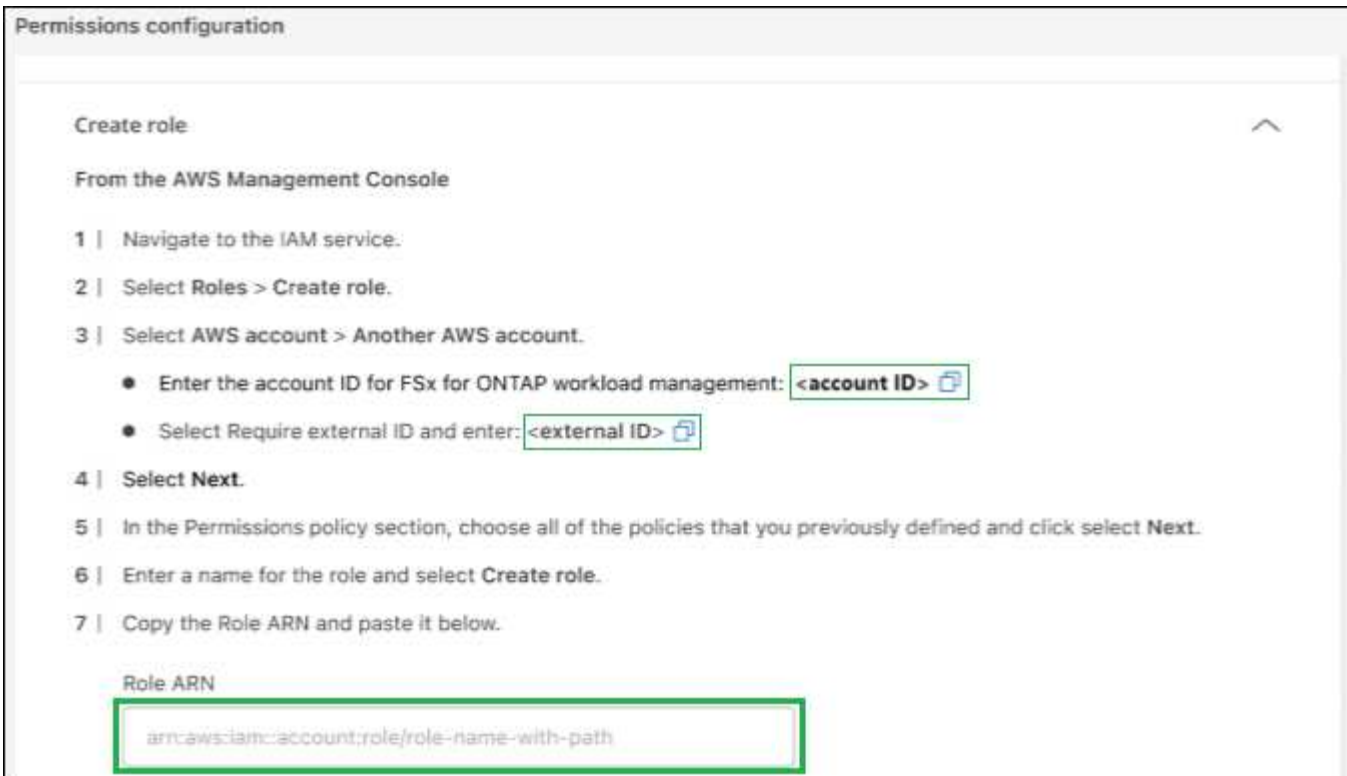 Permissions configuration
Create role
From the AWS Management Console
1 | Navigate to the IAM service.
2 | Select Roles > Create role.
3 | Select AWS account > Another AWS account.
● Enter the account ID for FSx for ONTAP workload management: <account ID>
● Select Require external ID and enter: <external ID>
4 | Select Next.
5 | In the Permissions policy section, choose all of the policies that you previously defined and click select Next.
6 | Enter a name for the role and select Create role.
7 | Copy the Role ARN and paste it below.
Role ARN
arn:aws:iam::account:role/role-name-with-path